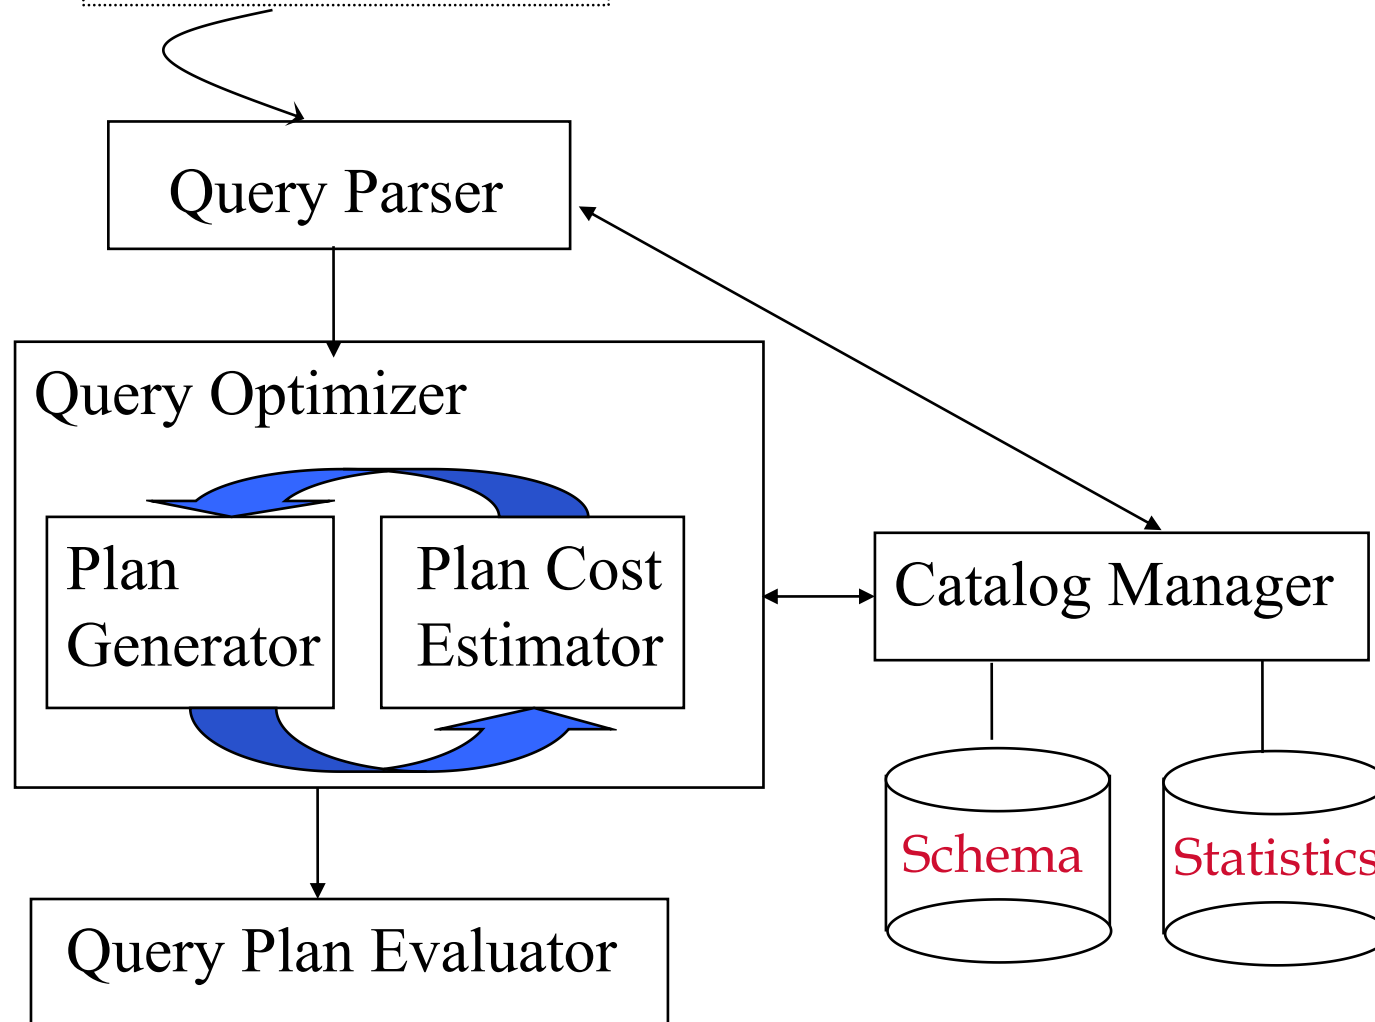 Query Parser
Query Optimizer
Plan
Generator
Plan Cost
Estimator
Catalog Manager
Schema
Statistics
Query Plan Evaluator